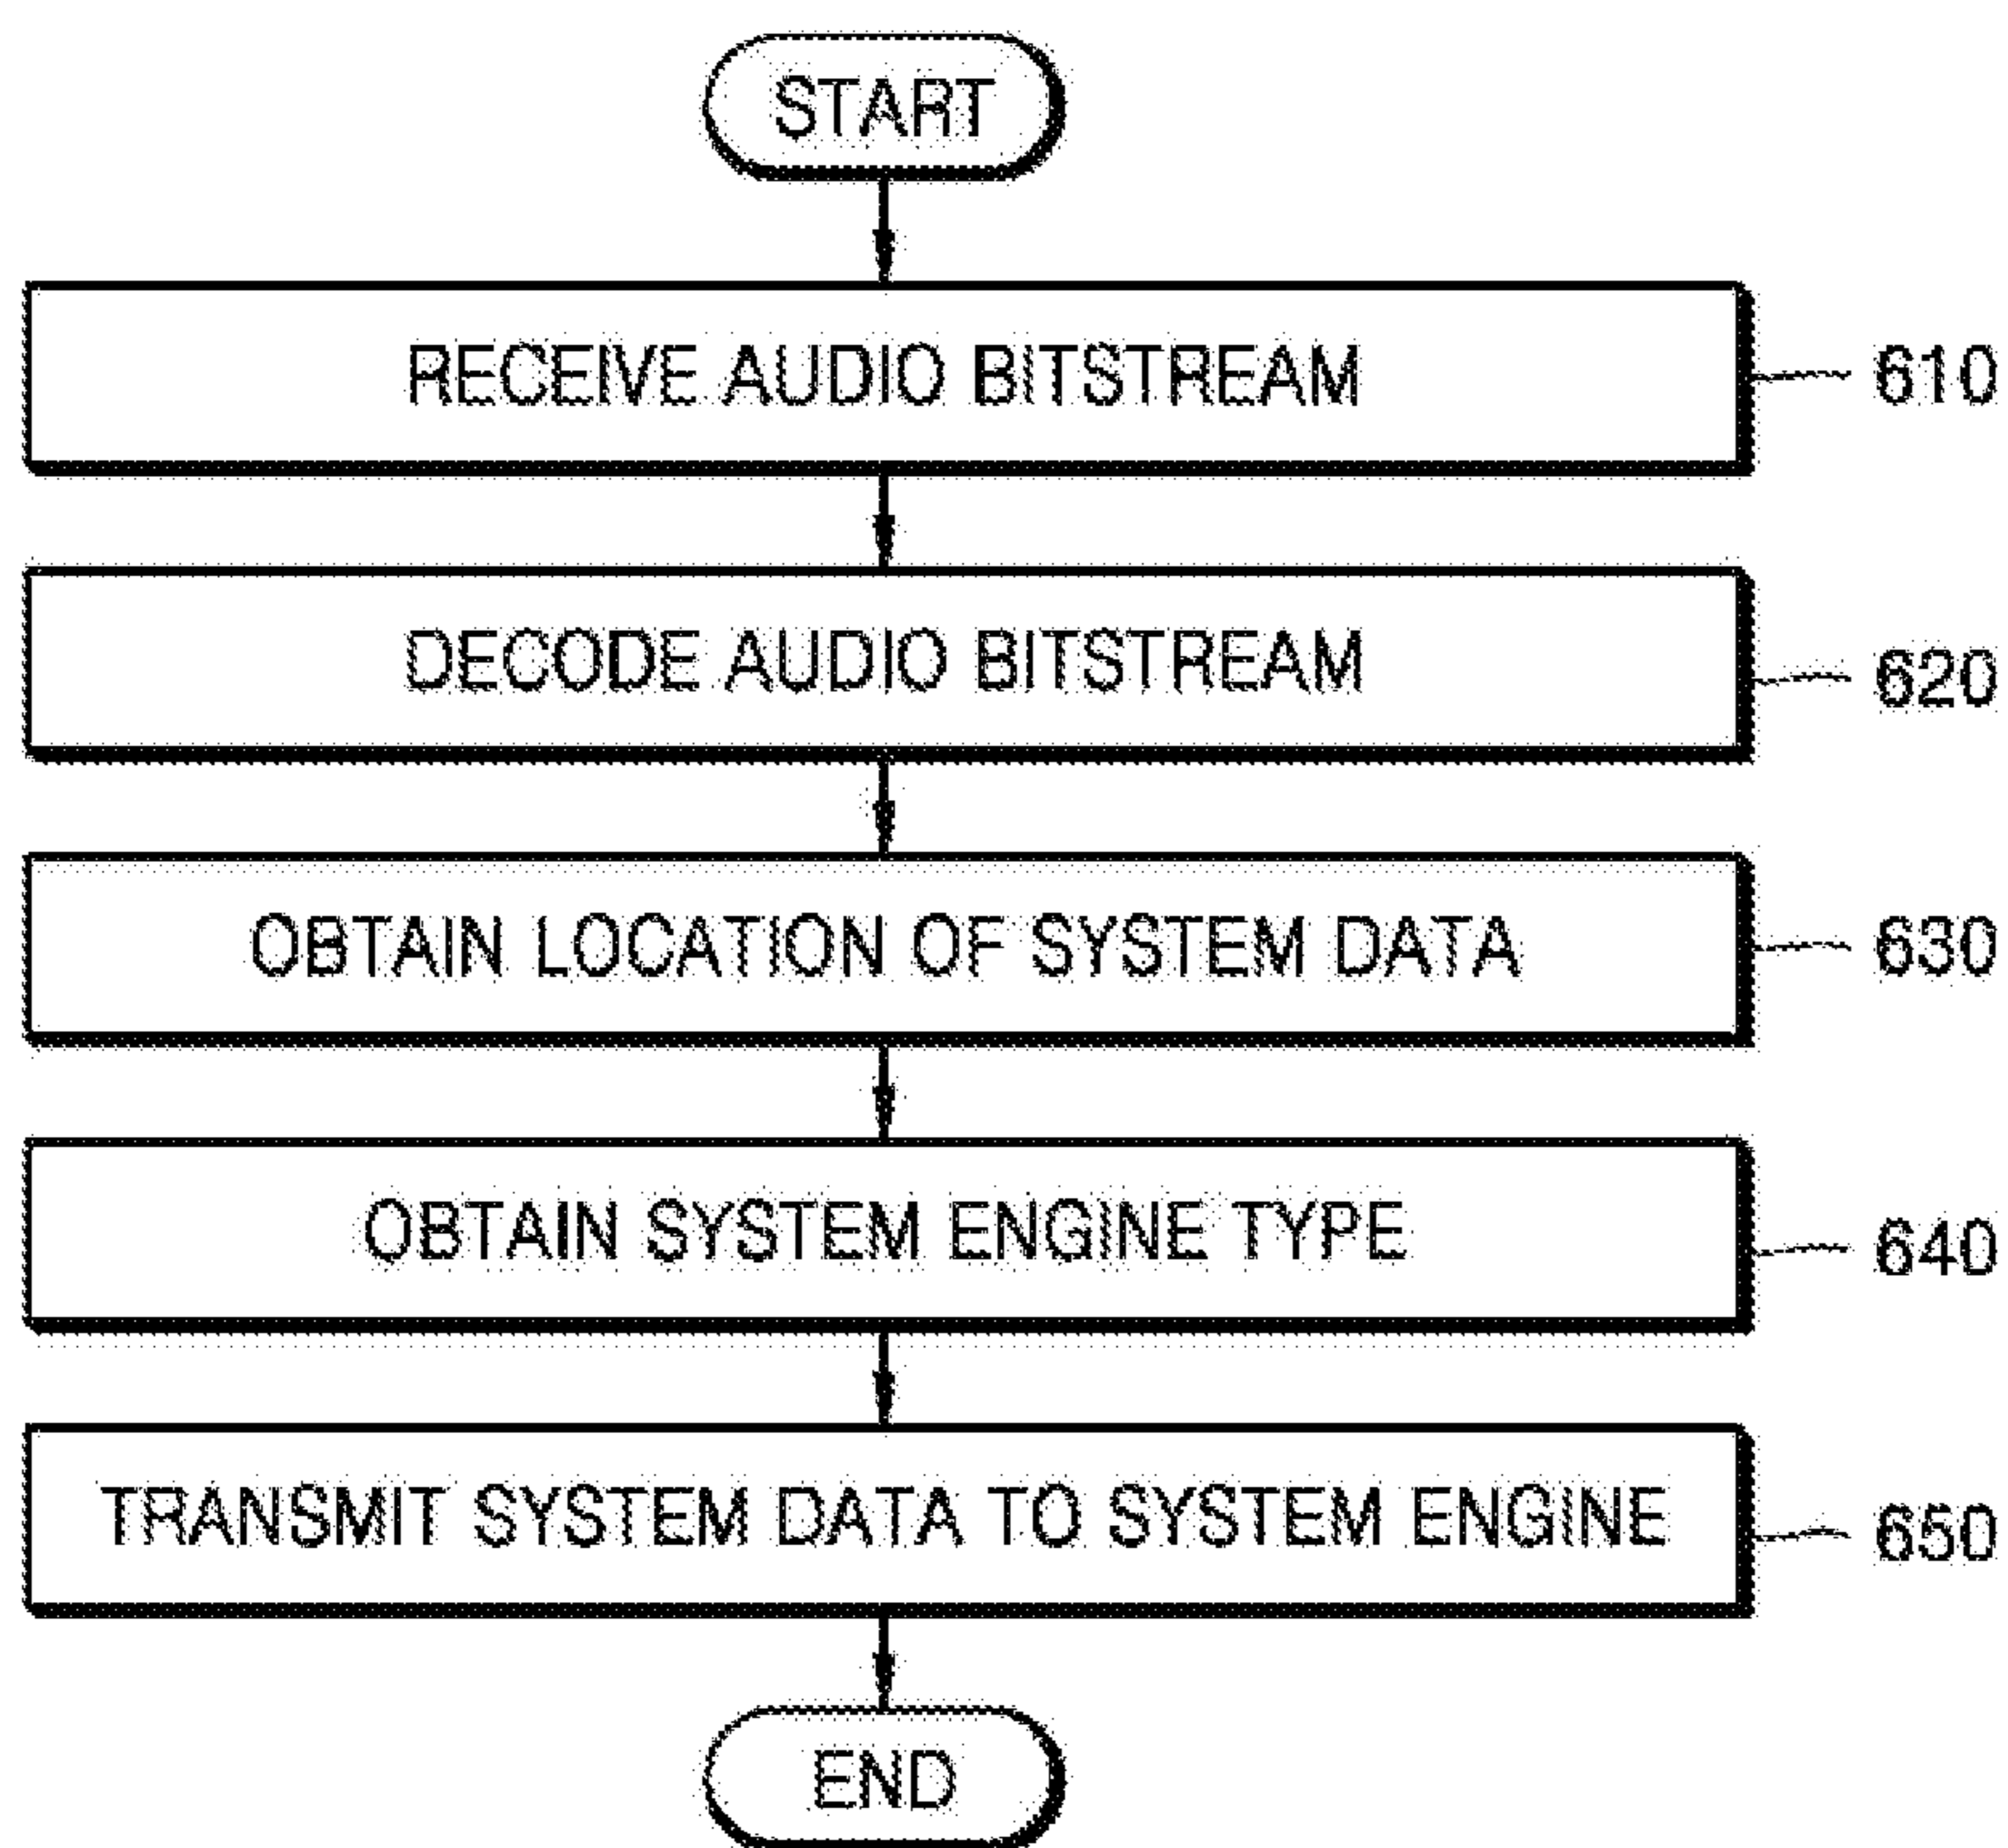 START
RECEIVE AUDIO BITSTREAM
610
DECODE AUDIO BITSTREAM
620
OBTAIN LOCATION OF SYSTEM DATA
630
OBTAIN SYSTEM ENGINE TYPE
640
TRANSMIT SYSTEM DATA TO SYSTEM ENGINE
650
END